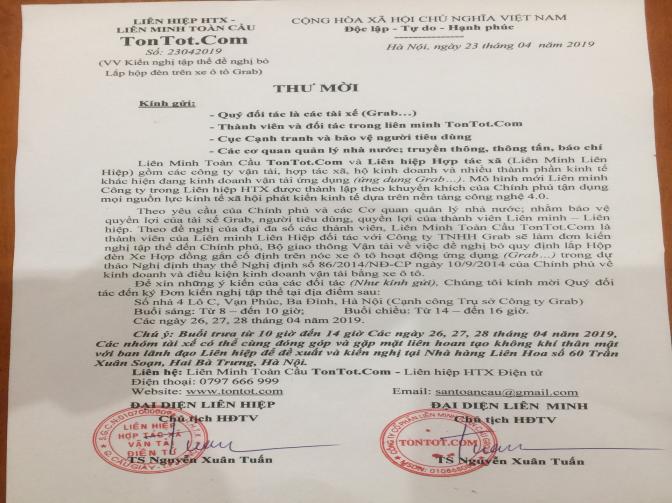 LIÊN HIỆP HTX -
LIÊN MINH TOÀN CẦU
TonTot.Com
Số: 23042019
(VV Kiến nghị tập thể đề nghị bỏ
Lắp hộp đèn trên xe ô tô Grab)
CỘNG HÒA XÃ HỘI CHỦ NGHĨA VIỆT NAM
Độc lập - Tự do - Hạnh phúc
Hà Nội, ngày 23 tháng 04 năm 2019
THƯ MỜI
Kính gửi:
- Quý đối tác là các tài xế (Grab...)
- Thành viên và đối tác trong liên minh TonTot.Com
- Cục Cạnh tranh và bảo vệ người tiêu dùng
- Các cơ quan quản lý nhà nước; truyền thông, thông tấn, báo chí
Liên Minh Toàn Cầu TonTot.Com và Liên hiệp Hợp tác xã (Liên Minh Liên
Hiệp) gồm các công ty vận tải, hợp tác xã, hộ kinh doanh và nhiều thành phần kinh tế
khác hiện đang kinh doanh vận tải ứng dụng (ứng dụng Grab...). Mô hình mới Liên minh
Công ty trong Liên hiệp HTX được thành lập theo khuyến khích của Chính phủ tận dụng
mọi nguồn lực kinh tế xã hội phát kiến kinh tế dựa trên nền tảng công nghệ 4.0.
Theo yêu cầu của Chính phủ và các Cơ quan quản lý nhà nước; nhằm bảo vệ
quyền lợi của tài xế Grab, người tiêu dùng, quyền lợi của thành viên Liên minh – Liên
hiệp. Theo đề nghị của đại đa số các thành viên, Liên Minh Toàn Cầu TonTot.Com là
thành viên của Liên minh Liên Hiệp đối tác với Công ty TNHH Grab sẽ làm đơn kiến
nghị tập thể đến Chính phủ, Bộ giao thông Vận tải về việc đề nghị bỏ quy định lắp Hộp
đèn Xe Hợp đồng gắn cố định trên nóc xe ô tô hoạt động ứng dụng (Grab...) trong dự
thảo Nghị định thay thế Nghị định số 86/2014/NĐ-CP ngày 10/9/2014 của Chính phủ về
kinh doanh và điều kiện kinh doanh vận tải bằng xe ô tô.
Để xin những ý kiến của các đối tác (Như kính gửi), Chúng tôi kính mời Quý đối
tác đến ký Đơn kiến nghị tập thể tại địa điểm sau:
Số nhà 4 Lô C, Vạn Phúc, Ba Đình, Hà Nội (Cạnh công Trụ sở Công ty Grab)
Buổi sáng: Từ 8 – đến 10 giờ; Buổi chiều: Từ 14 – đến 16 giờ.
Các ngày 26, 27, 28 tháng 04 năm 2019.
Chú ý: Buổi trưa từ 10 giờ đến 14 giờ Các ngày 26, 27, 28 tháng 04 năm 2019,
Các nhóm tài xế có thể cùng đóng góp và gặp mặt liên hoan tạo không khí thân mật
với ban lãnh đạo Liên hiệp để đề xuất và kiến nghị tại Nhà hàng Liên Hoa số 60 Trần
Xuân Soạn, Hai Bà Trưng, Hà Nội.
Liên hệ: Liên Minh Toàn Cầu TonTot.Com - Liên hiệp HTX Điện tử
Điện thoại: 0797 666 999
Website: www.tontot.com Email: santoancau@gmail.com
ĐẠI DIỆN LIÊN HIỆP
Chủ tịch HĐTV
LIÊN HIỆP
HỢP TÁC XÃ
VẬN TẢI
ĐIỆN TỬ
TS Nguyễn Xuân Tuấn
ĐẠI DIỆN LIÊN MINH
Chủ tịch HĐTV
TONTOT.COM
TS Nguyễn Xuân Tuấn